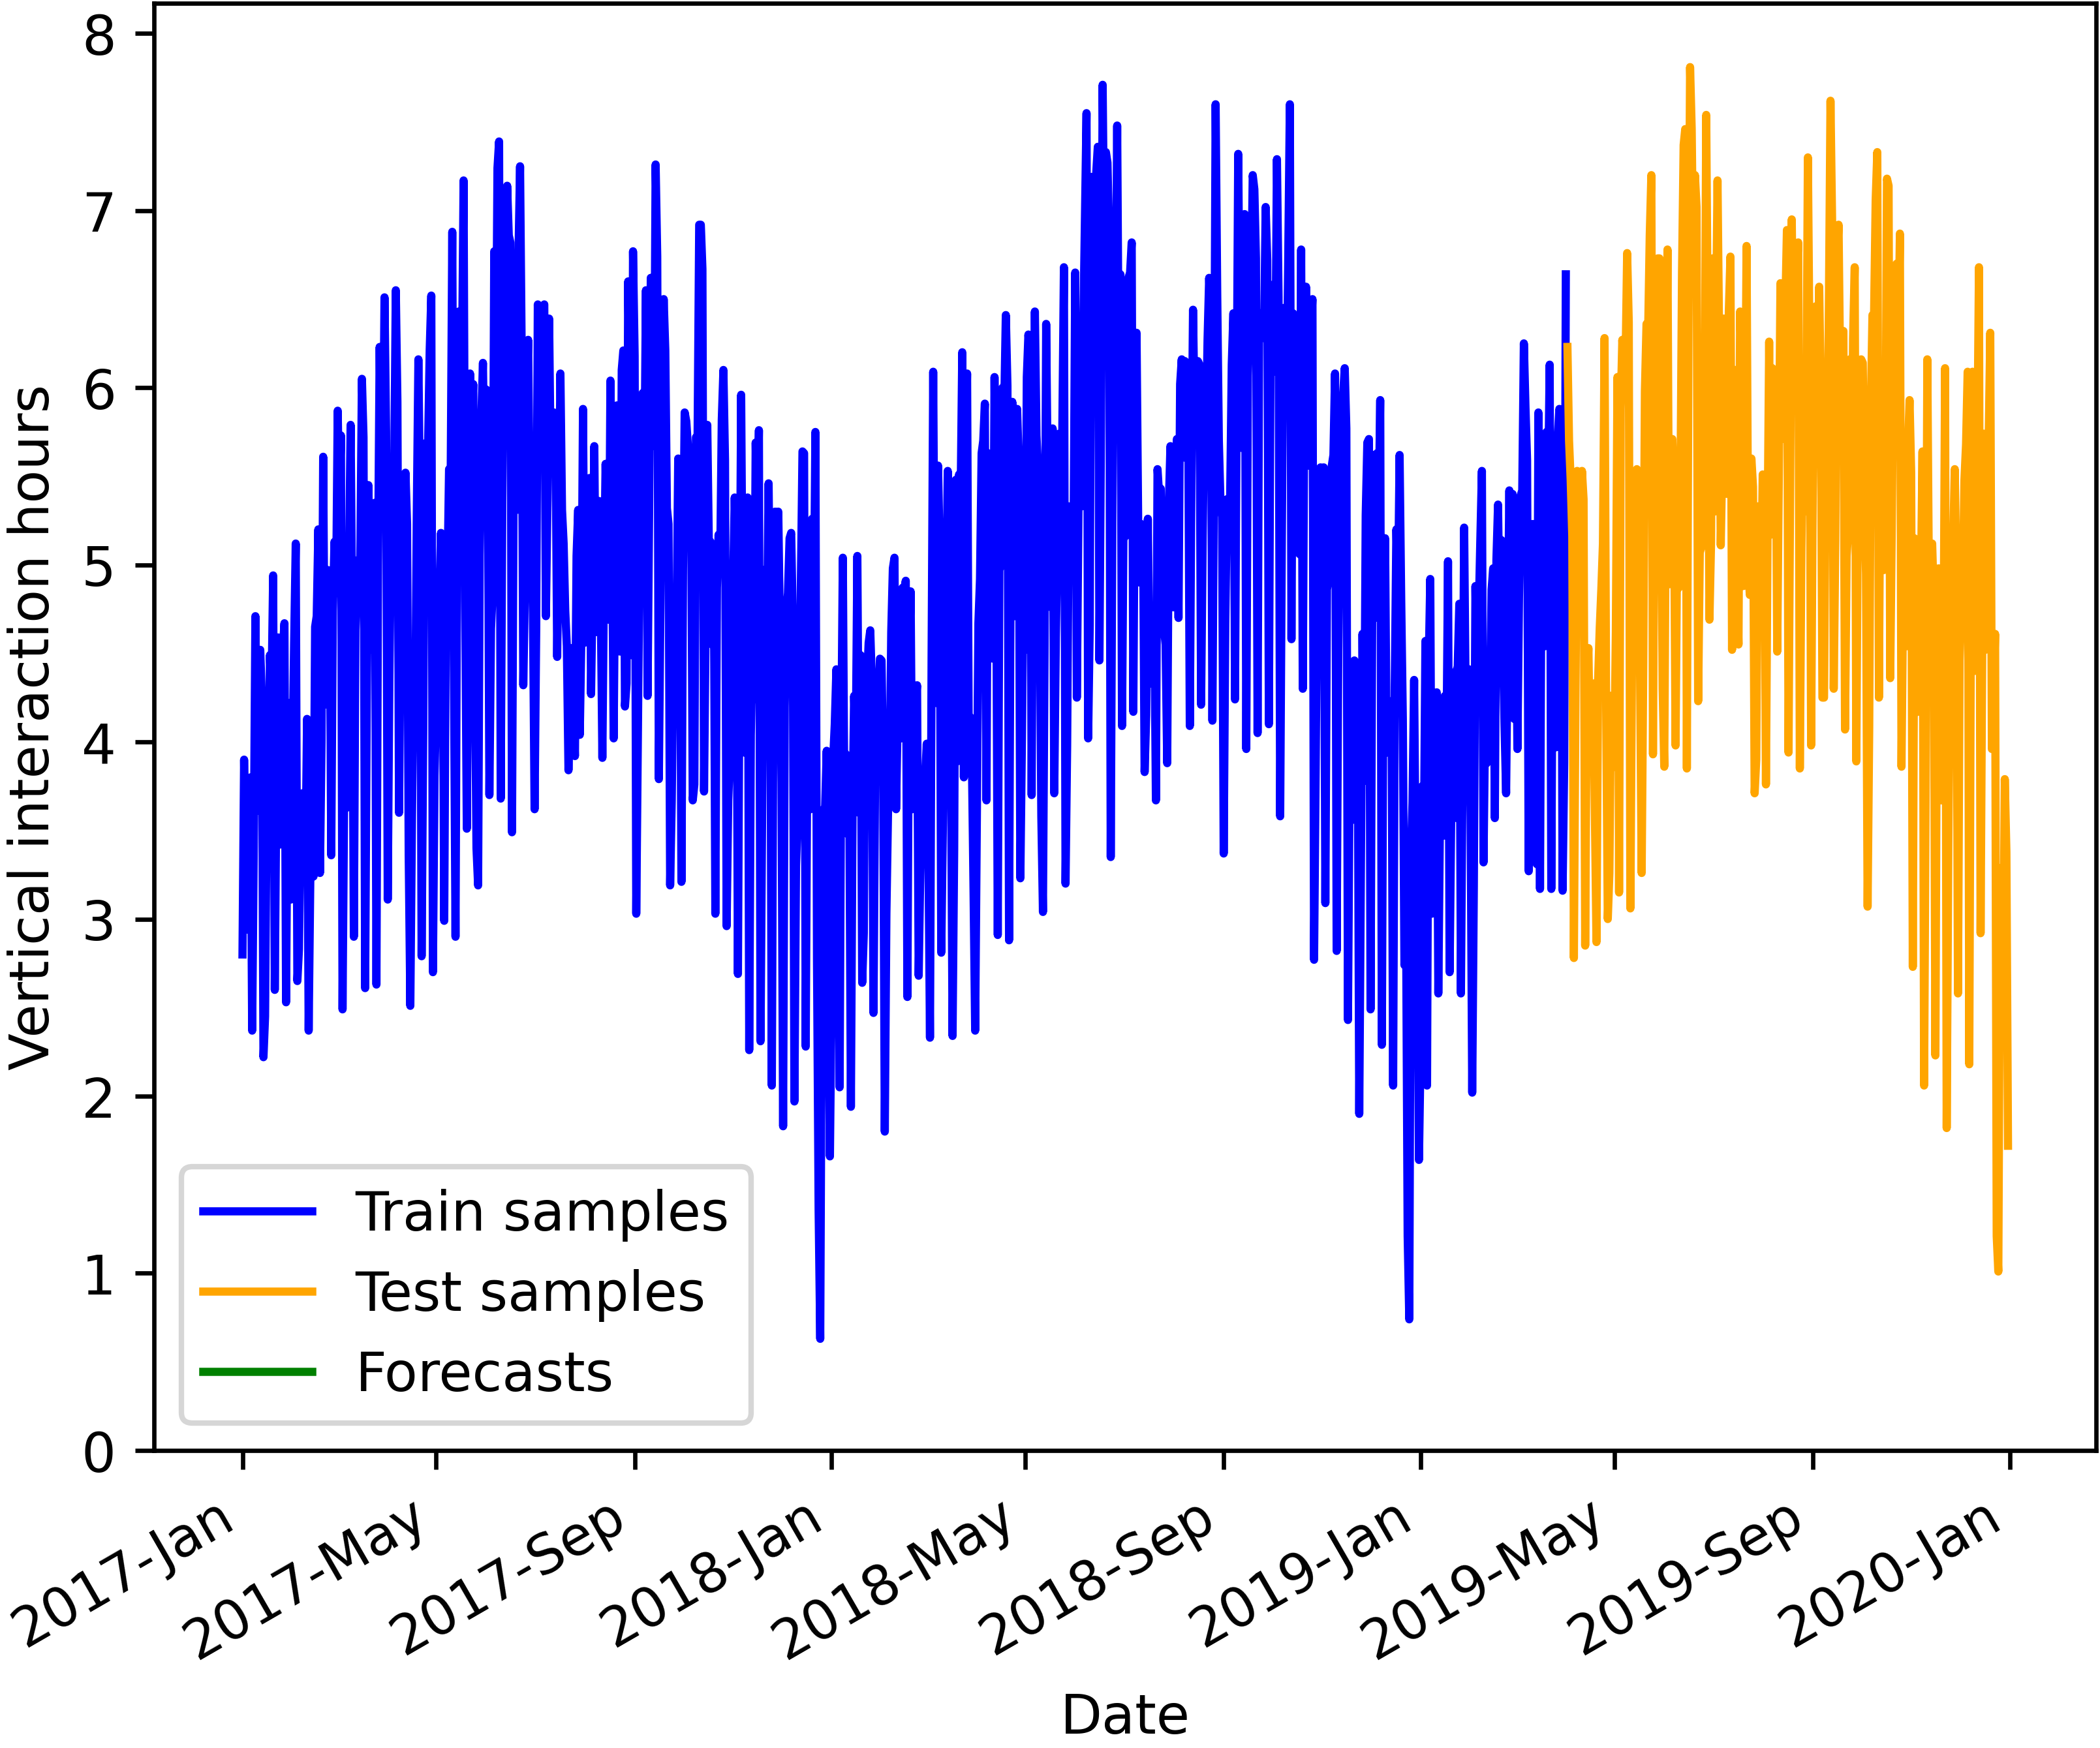 Vertical interaction hours
8
7
6
5
4
3
2
1
0
Train samples
Test samples
Forecasts
2017-Jan
2017-May
2017-Sep
2018-Jan
2018-May
2018-Sep
2019-Jan
2019-May
2019-Sep
2020-Jan
Date